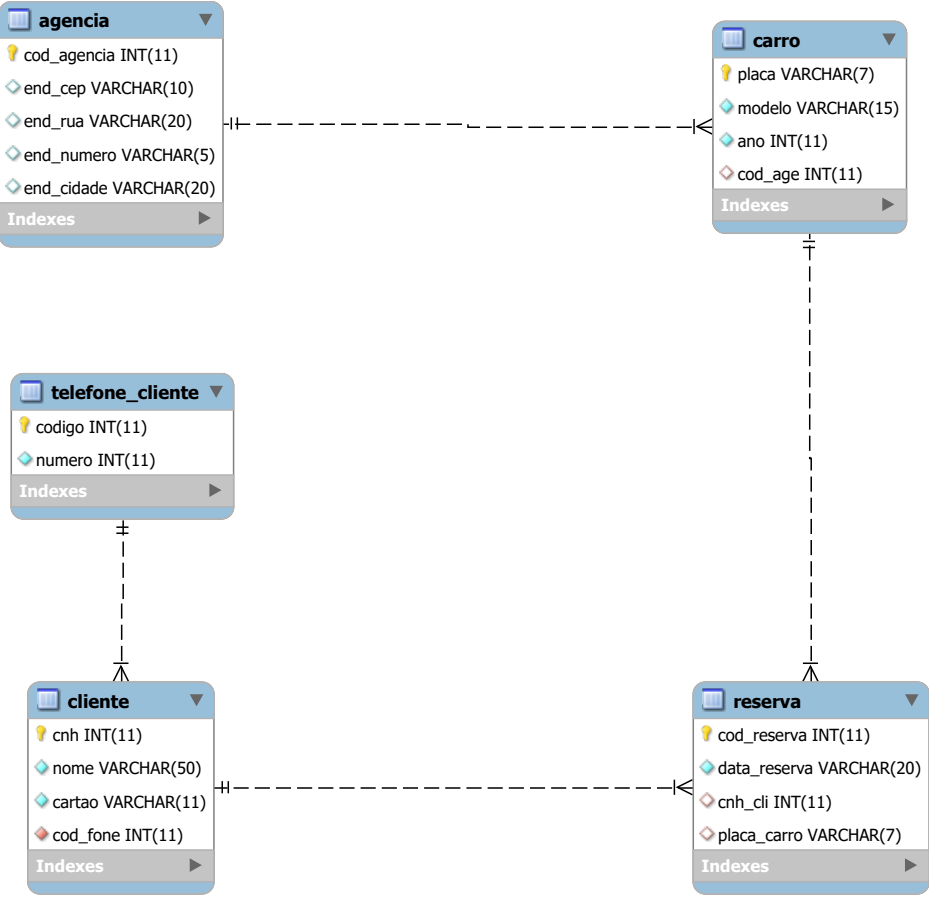 agencia
cod_agencia INT(11)
end_cep VARCHAR(10)
end_rua VARCHAR(20)
end_numero VARCHAR(5)
end_cidade VARCHAR(20)
Indexes
carro
placa VARCHAR(7)
modelo VARCHAR(15)
ano INT(11)
cod_age INT(11)
Indexes
telefone_cliente
codigo INT(11)
numero INT(11)
Indexes
cliente
cnh INT(11)
nome VARCHAR(50)
cartao VARCHAR(11)
cod_fone INT(11)
Indexes
reserva
cod_reserva INT(11)
data_reserva VARCHAR(20)
cnh_cli INT(11)
placa_carro VARCHAR(7)
Indexes